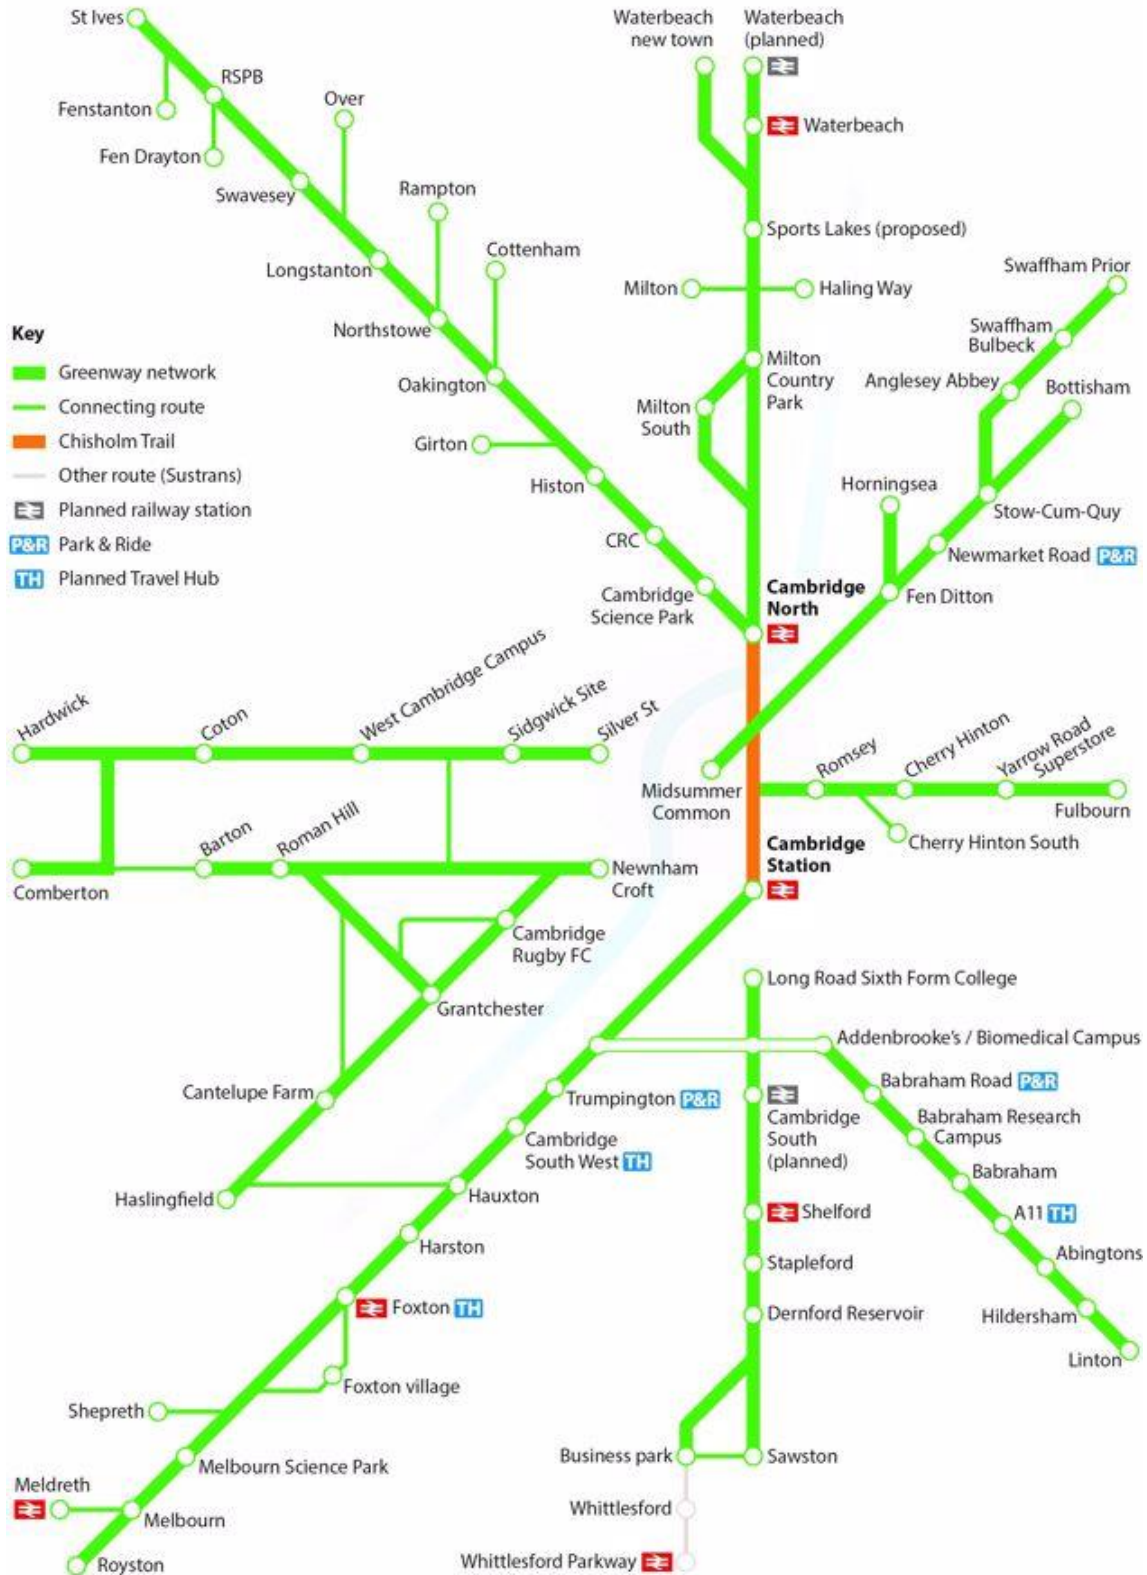 St Ives
Fenstanton
RSPB
Fen Drayton
Over
Swavesey
Rampton
Longstanton
Cottenham
Northstowe
Oakington
Girton
Histon
CRC
Cambridge
Science Park
Waterbeach
new town
Waterbeach
(planned)
Waterbeach
Sports Lakes (proposed)
Milton
Haling Way
Milton
Country
Park
Milton
South
Swaffham Prior
Swaffham
Bulbeck
Anglesey Abbey
Bottisham
Horningsea
Stow-Cum-Quy
Newmarket Road P&R
Fen Ditton
Cambridge
North
Key
Greenway network
Connecting route
Chisholm Trail
Other route (Sustrans)
Planned railway station
P&R Park & Ride
TH Planned Travel Hub
Hardwick
Coton
West Cambridge Campus
Sidgwick Site
Silver St
Midsummer
Common
Romsey
Cherry Hinton
Yarrow Road
Superstore
Fulbourn
Cherry Hinton South
Comberton
Barton
Roman Hill
Newnham
Croft
Cambridge
Station
Cambridge
Rugby FC
Grantchester
Cantelupe Farm
Haslingfield
Long Road Sixth Form College
Addenbrooke's / Biomedical Campus
Trumpington P&R
Babraham Road P&R
Cambridge
South West TH
Cambridge
South
(planned)
Babraham Research
Campus
Babraham
Hauxton
Harston
Shelford
A11 TH
Stapleford
Abingtons
Foxton TH
Dernford Reservoir
Hildersham
Linton
Foxton village
Shepreth
Melbourn Science Park
Business park
Sawston
Meldreth
Melbourn
Whittlesford
Royston
Whittlesford Parkway